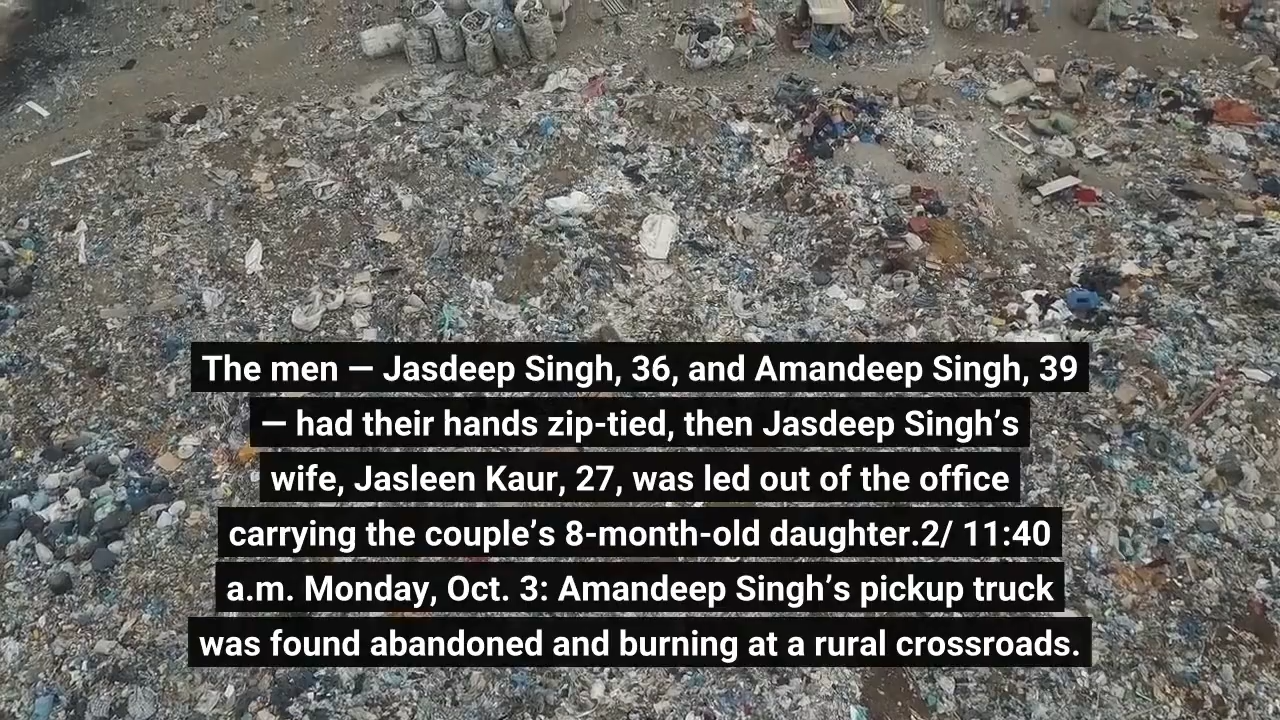 The men — Jasdeep Singh, 36, and Amandeep Singh, 39
— had their hands zip-tied, then Jasdeep Singh’s
wife, Jasleen Kaur, 27, was led out of the office
carrying the couple’s 8-month-old daughter.2/ 11:40
a.m. Monday, Oct. 3: Amandeep Singh’s pickup truck
was found abandoned and burning at a rural crossroads.